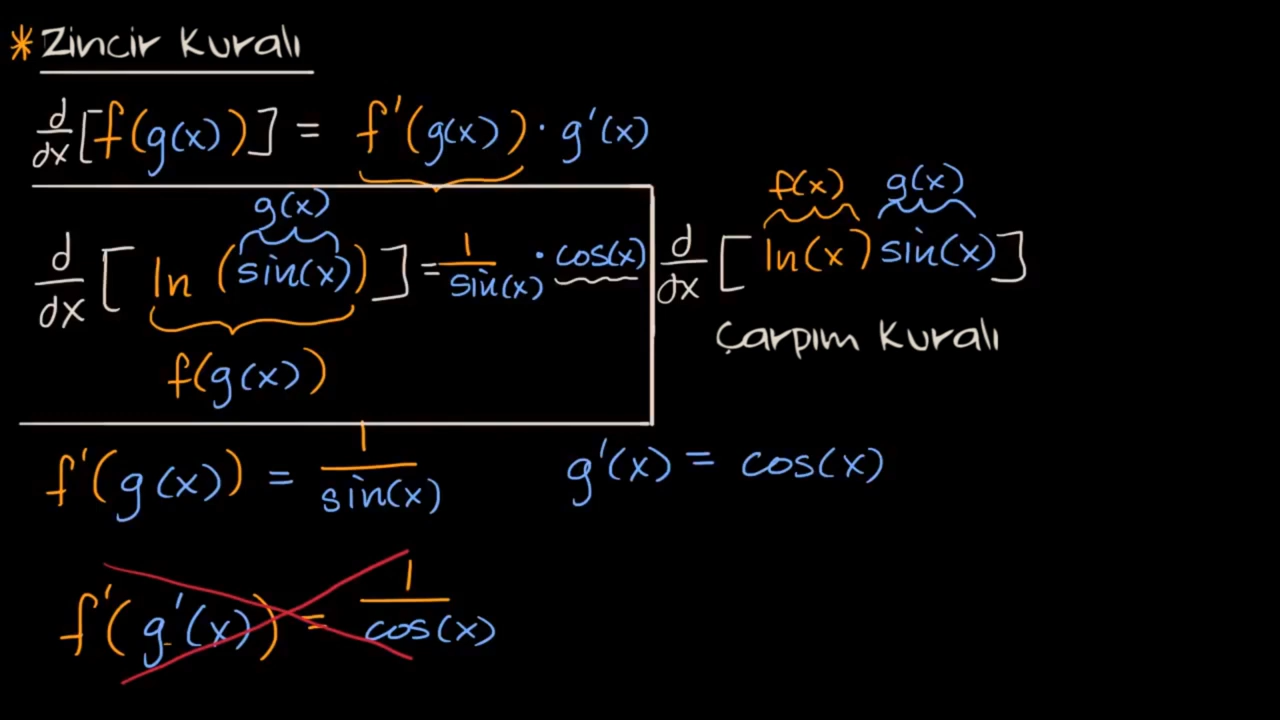 * Zincir Kuralı
d/dx [f(g(x))] = f'(g(x)) · g'(x)
g(x)
d/dx [ ln (sin(x)) ] = 1/sin(x) · cos(x)
f(g(x))
f(x) g(x)
d/dx [ ln(x) sin(x) ]
Çarpım Kuralı
f'(g(x)) = 1/sin(x)
g'(x) = cos(x)
f'(g'(x)) = 1/cos(x)